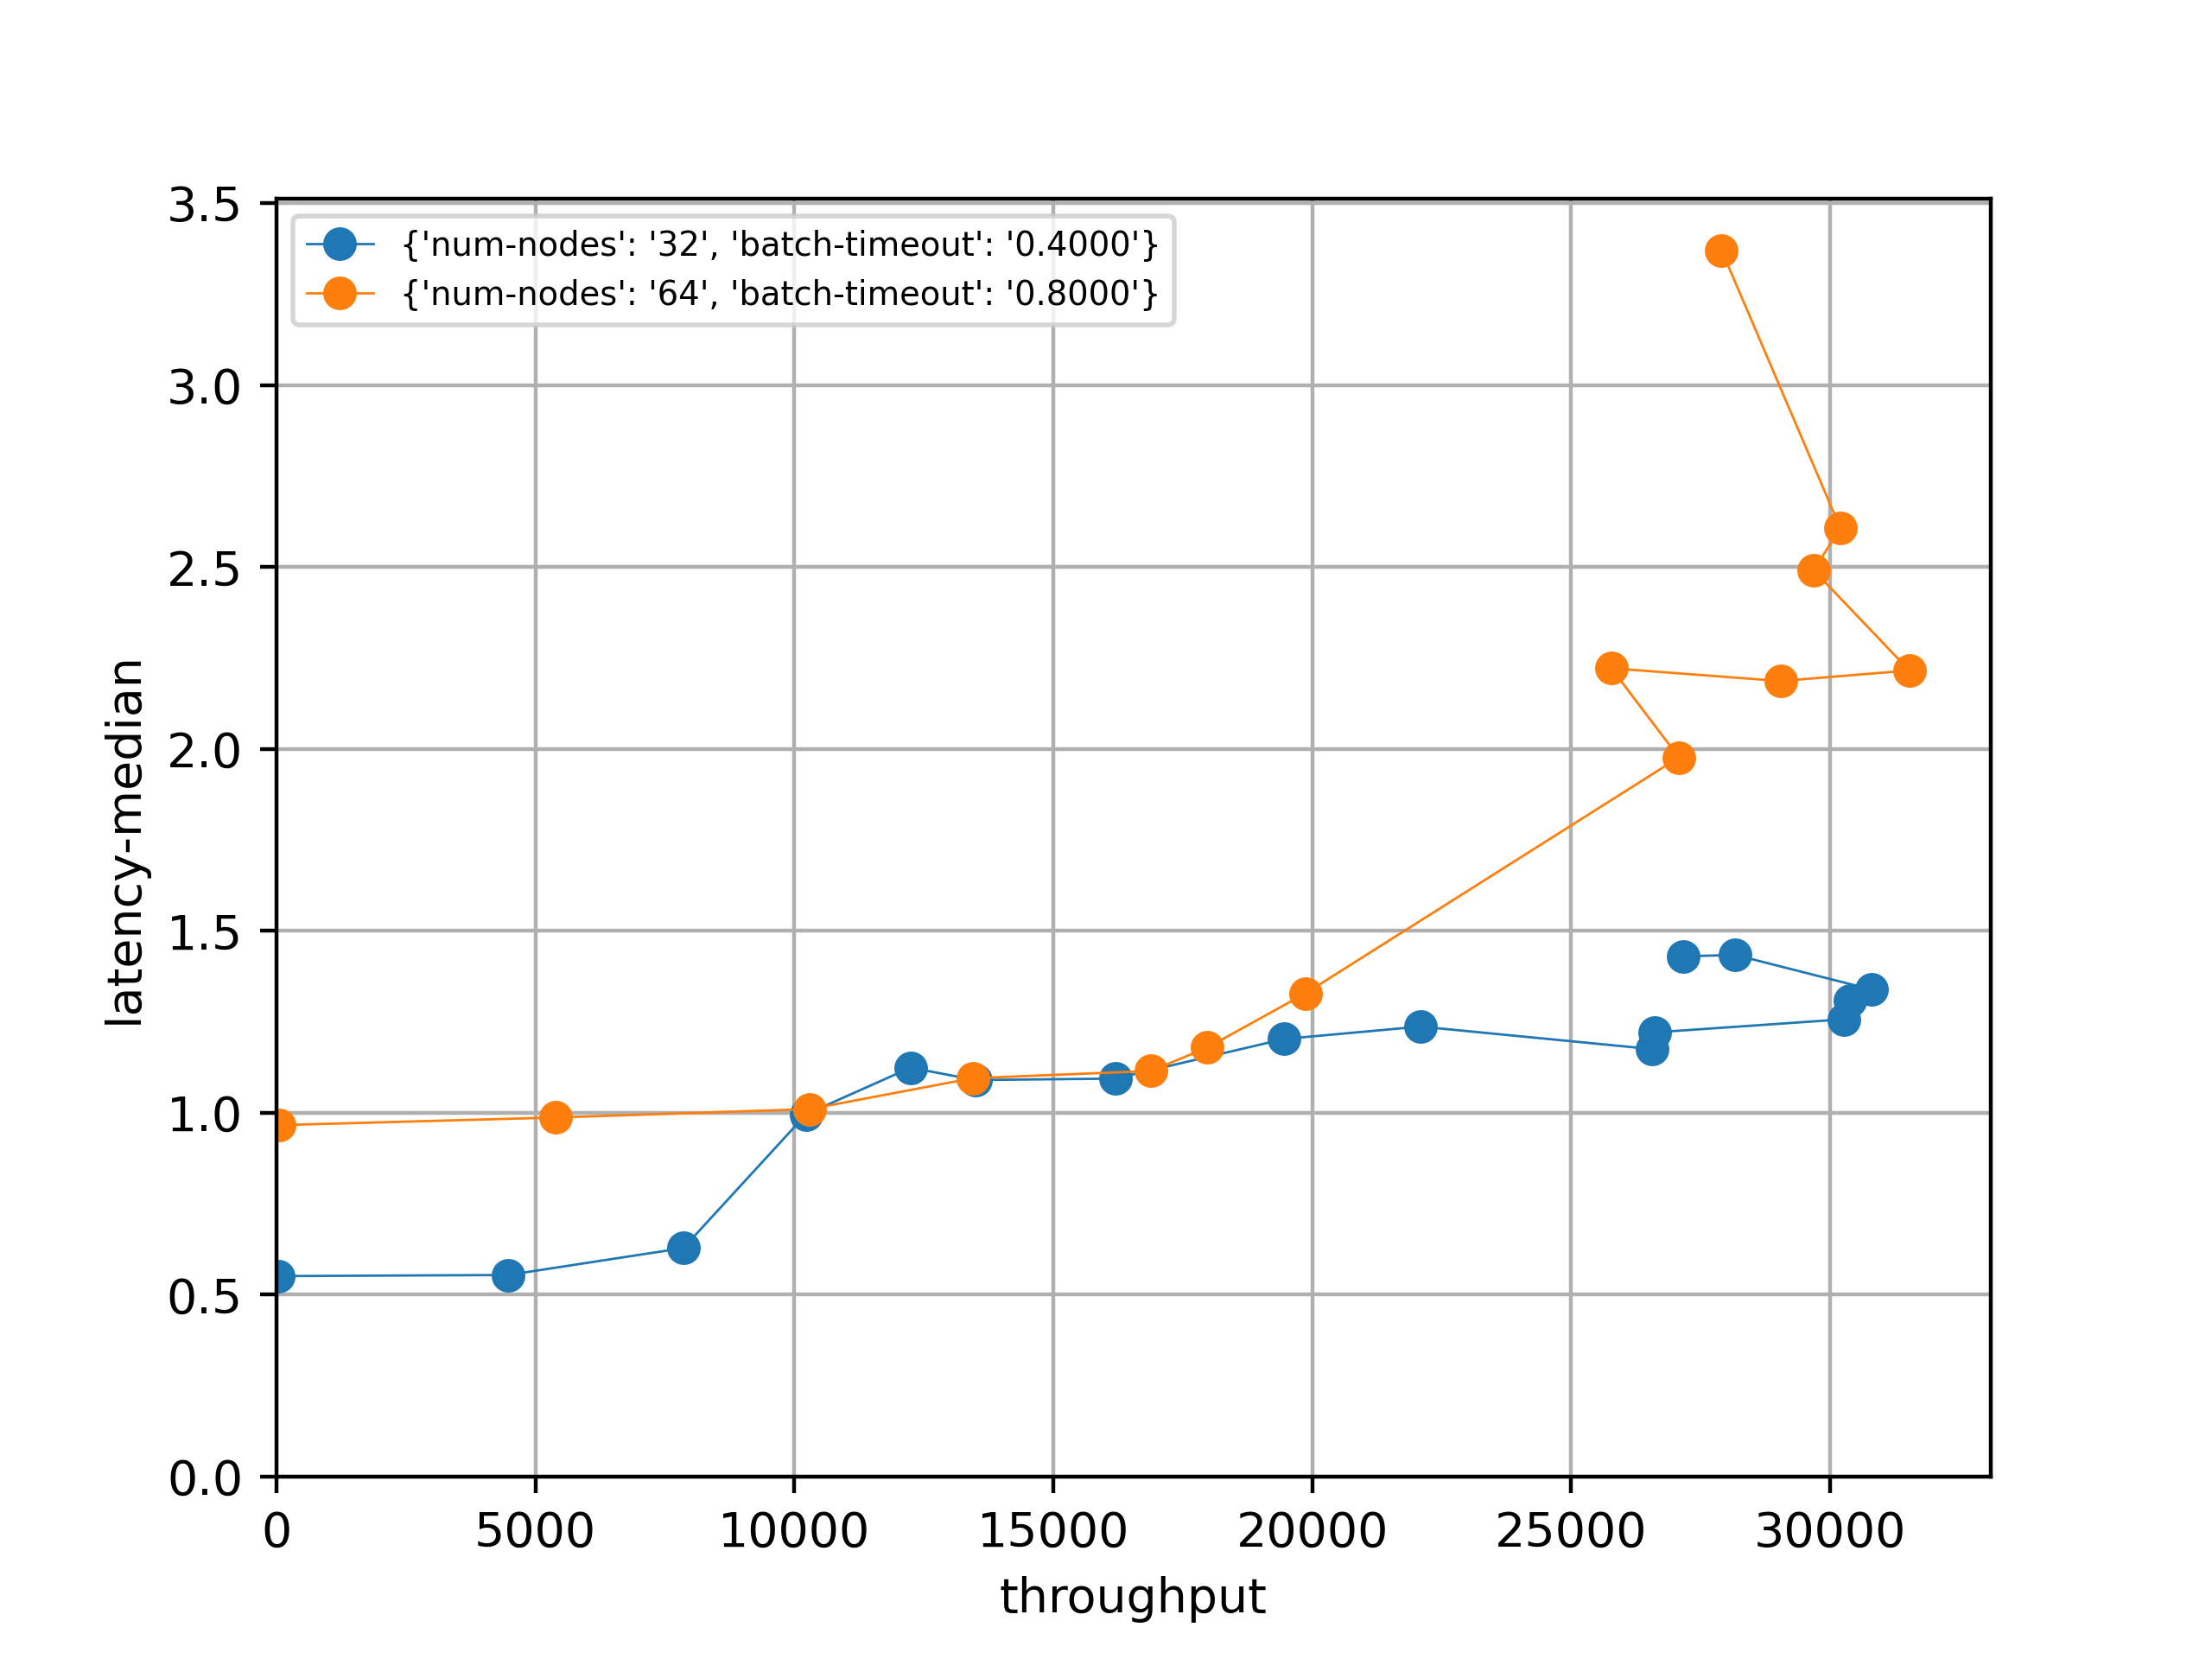 3.5
3.0
2.5
2.0
1.5
1.0
0.5
0.0
latency-median
{'num-nodes': '32', 'batch-timeout': '0.4000'}
{'num-nodes': '64', 'batch-timeout': '0.8000'}
0 5000 10000 15000 20000 25000 30000
throughput